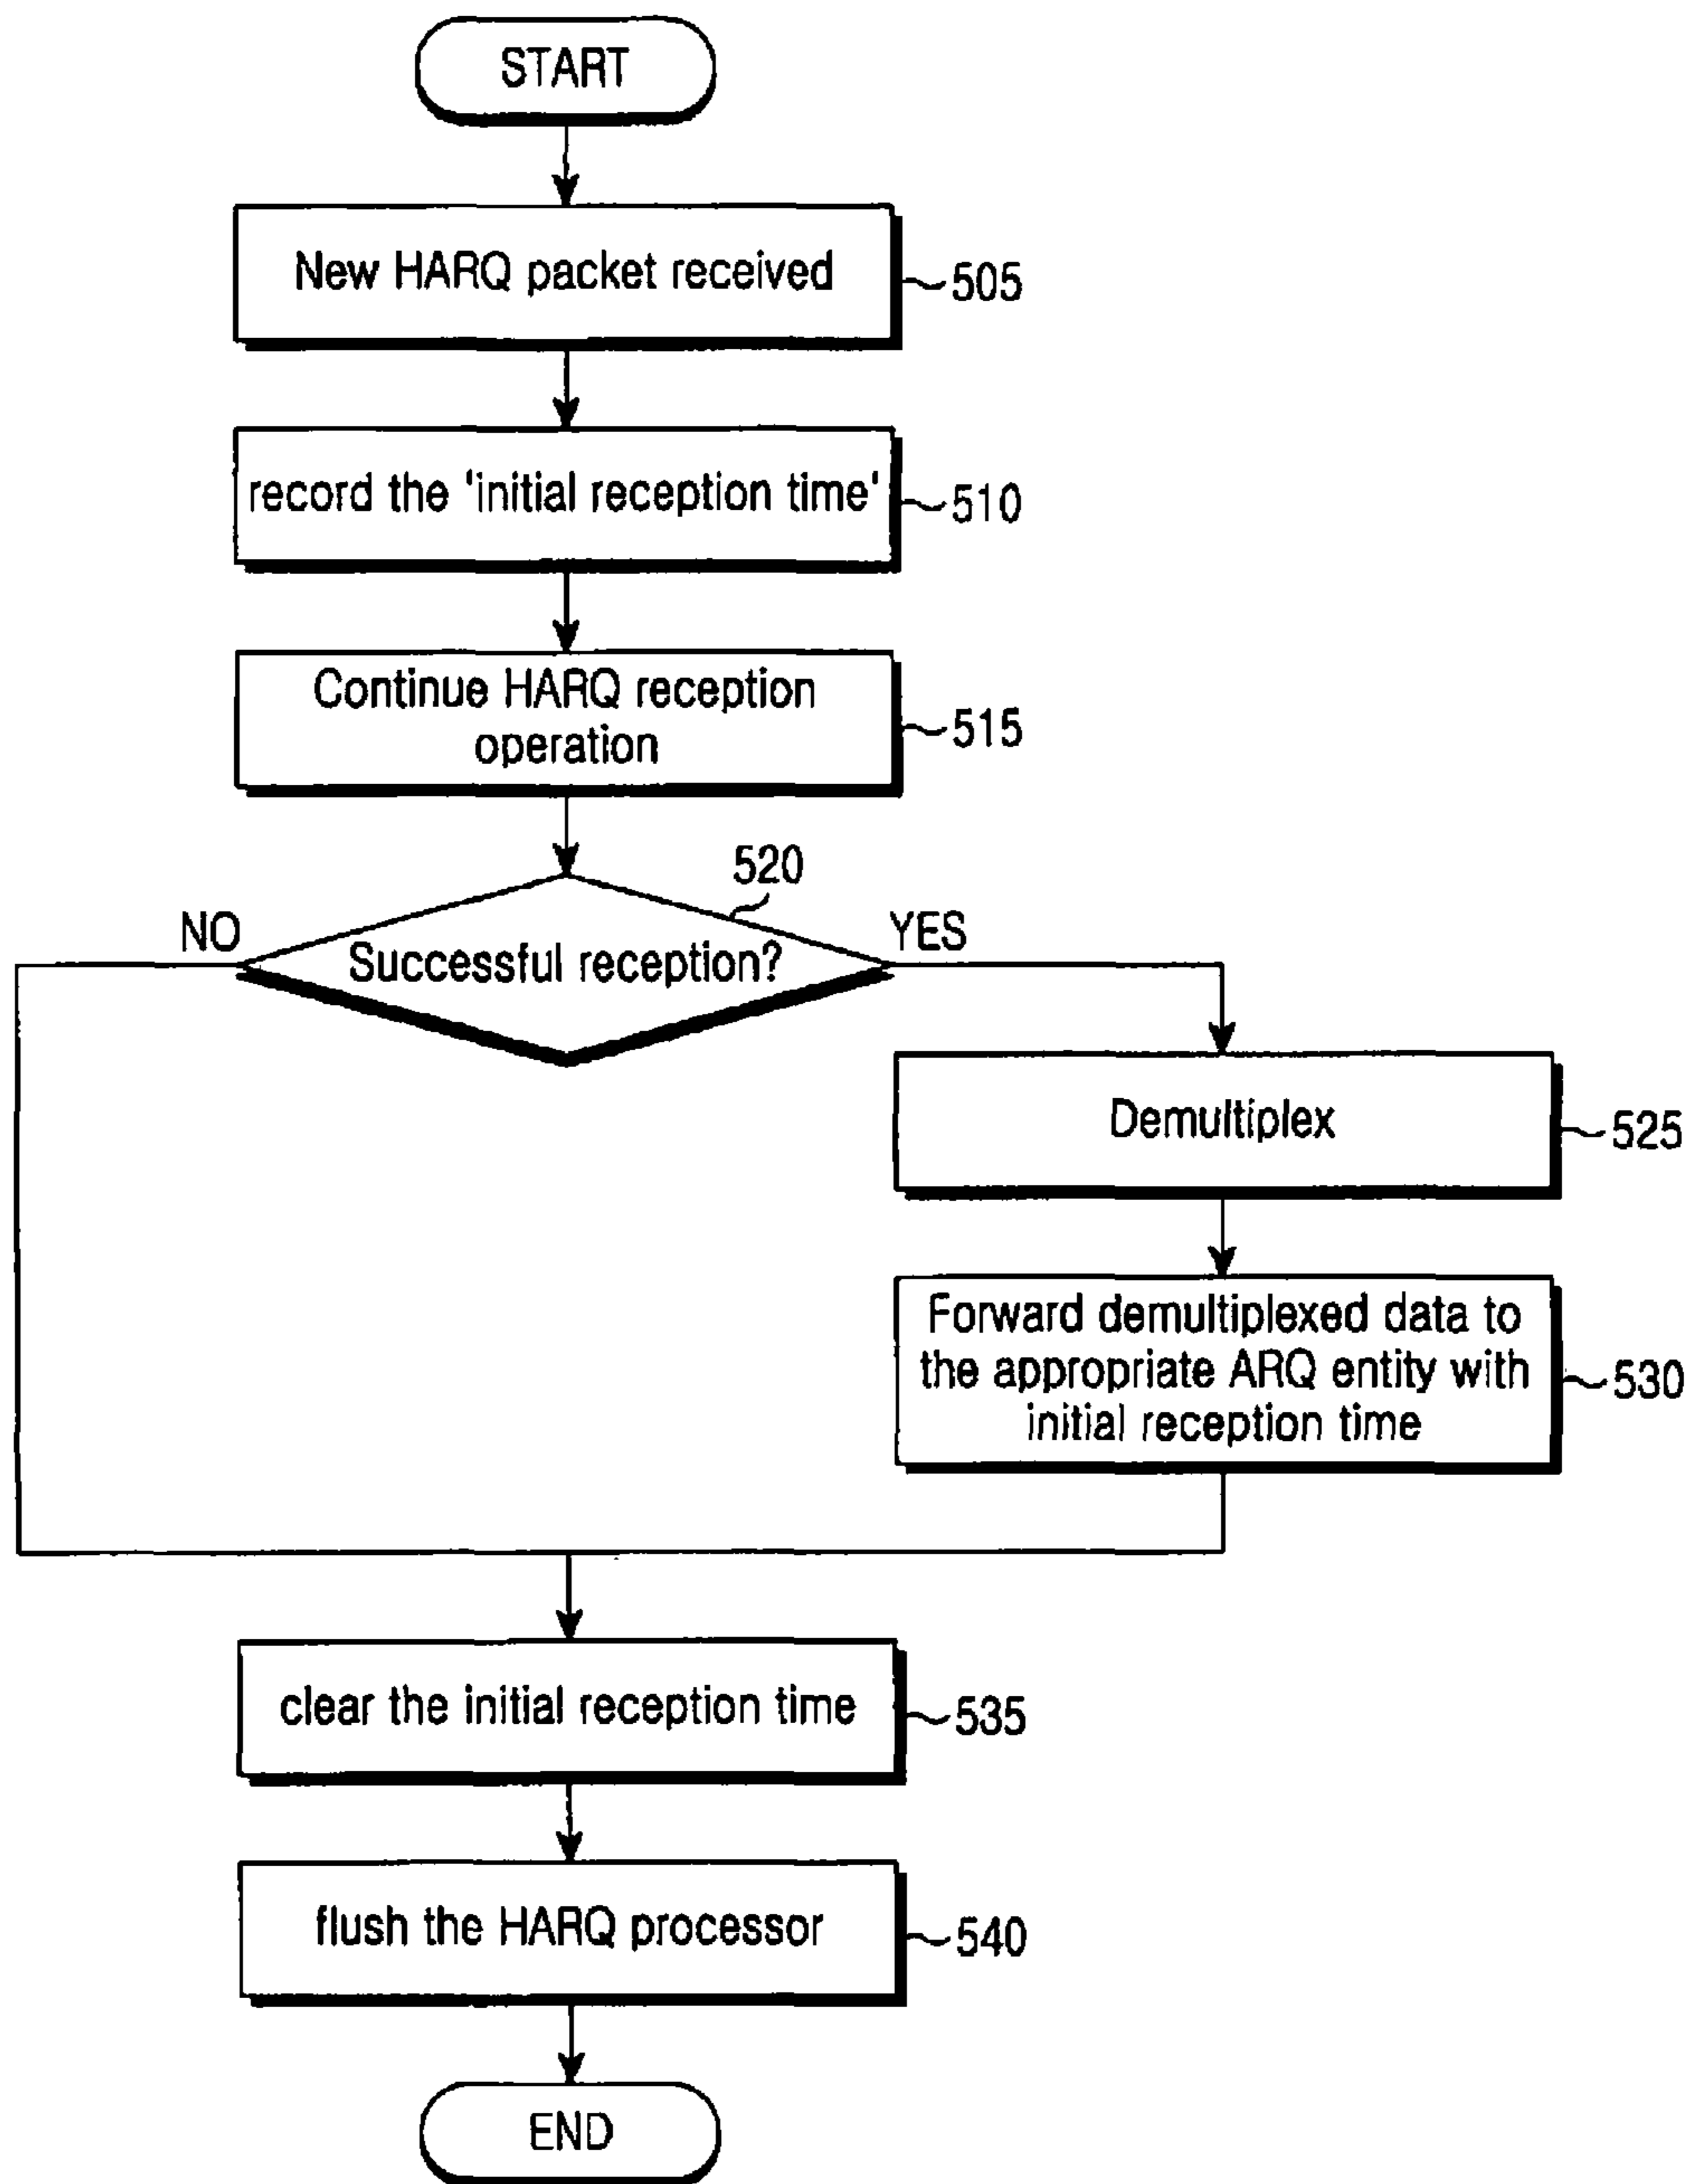 START
New HARQ packet received
505
record the 'initial reception time'
510
Continue HARQ reception
operation
515
520
NO
YES
Successful reception?
Demultiplex
525
Forward demultiplexed data to
the appropriate ARQ entity with
initial reception time
530
clear the initial reception time
535
flush the HARQ processor
540
END